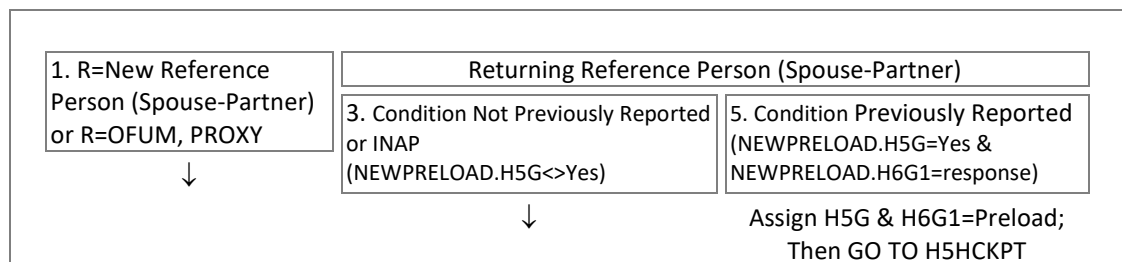 1. R=New Reference
Person (Spouse-Partner)
or R=OFUM, PROXY
↓
Returning Reference Person (Spouse-Partner)
3. Condition Not Previously Reported
or INAP
(NEWPRELOAD.H5G<>Yes)
↓
5. Condition Previously Reported
(NEWPRELOAD.H5G=Yes &
NEWPRELOAD.H6G1=response)
Assign H5G & H6G1=Preload;
Then GO TO H5HCKPT